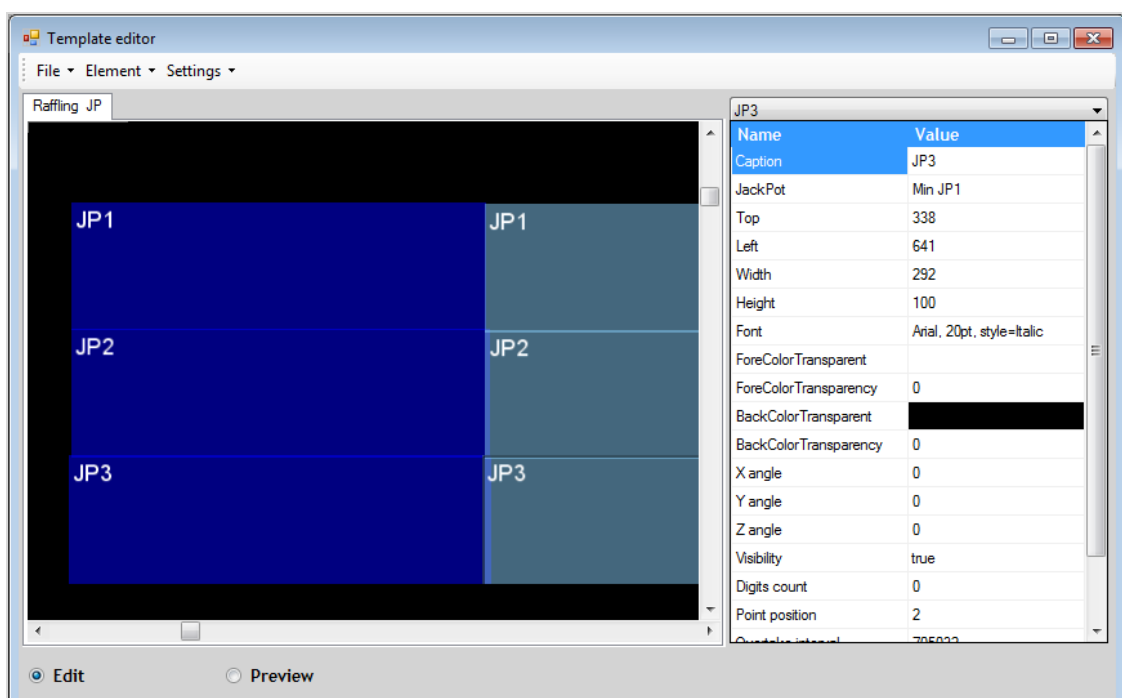 Template editor
File Element Settings
Raffling JP
JP1 JP1
JP2 JP2
JP3 JP3
JP3
Name Value
Caption JP3
JackPot Min JP1
Top 338
Left 641
Width 292
Height 100
Font Arial, 20pt, style=Italic
ForeColorTransparent
ForeColorTransparency 0
BackColorTransparent
BackColorTransparency 0
X angle 0
Y angle 0
Z angle 0
Visibility true
Digits count 0
Point position 2
Edit Preview